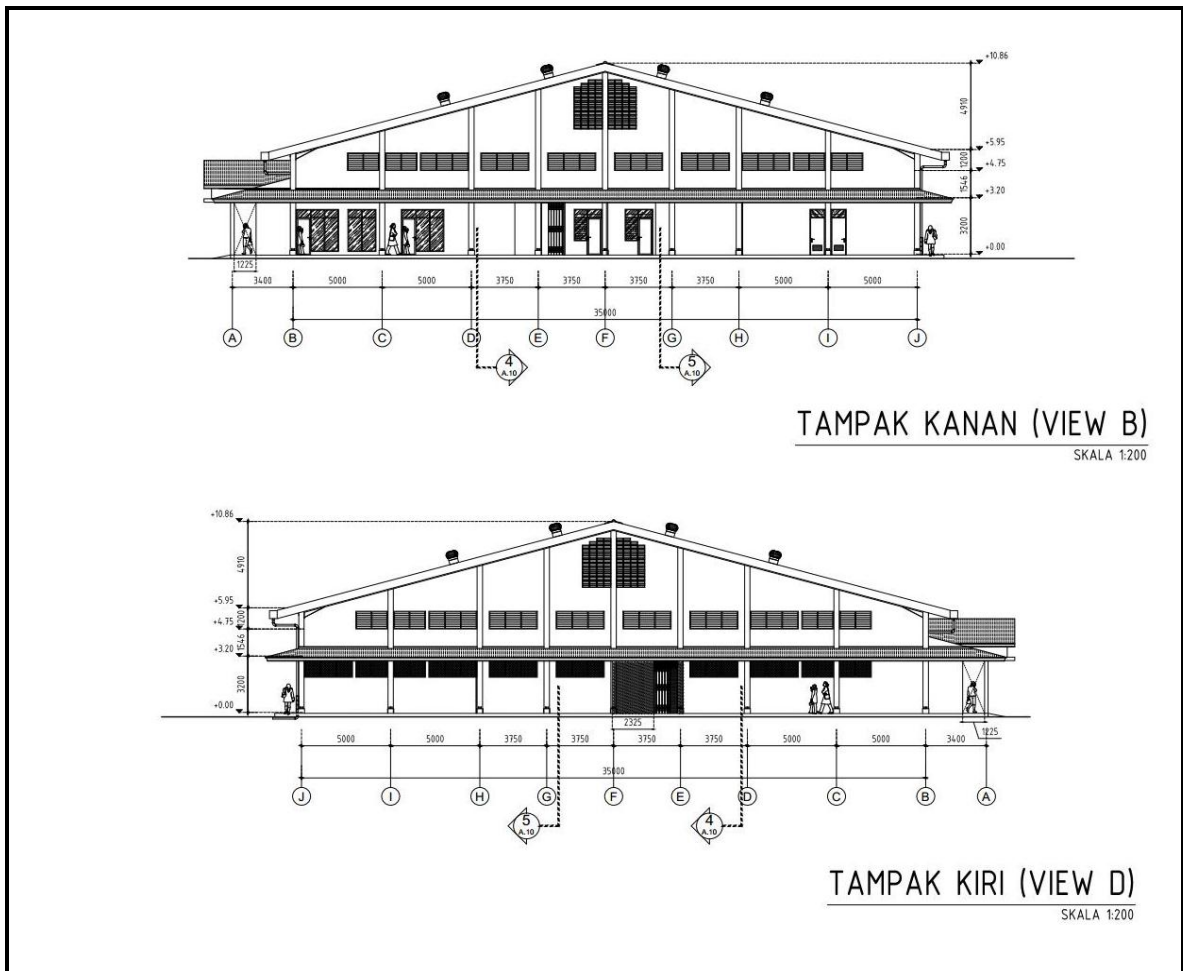 +10.86
4910
+5.95
1200
+4.75
1546
+3.20
3200
+0.00
1225
3400 5000 5000 3750 3750 3750 3750 5000 5000
35000
A B C D E F G H I J
4 5
A.10 A.10
TAMPAK KANAN (VIEW B)
SKALA 1:200
+10.86
4910
+5.95
1200
+4.75
1546
+3.20
3200
+0.00
2325 1225
5000 5000 3750 3750 3750 3750 5000 5000 3400
35000
J I H G F E D C B A
5 4
A.10 A.10
TAMPAK KIRI (VIEW D)
SKALA 1:200